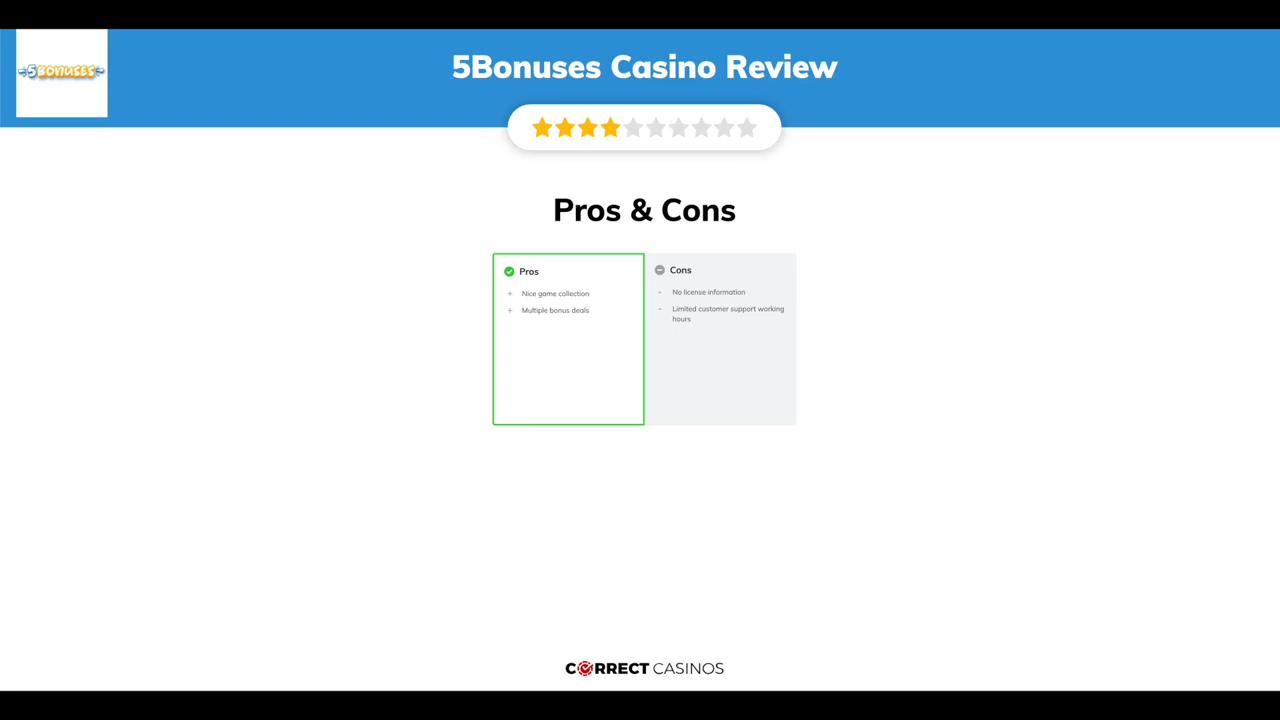 5BONUSES
5Bonuses Casino Review
Pros & Cons
Pros
+ Nice game collection
+ Multiple bonus deals
Cons
- No license information
- Limited customer support working
hours
CORRECT CASINOS